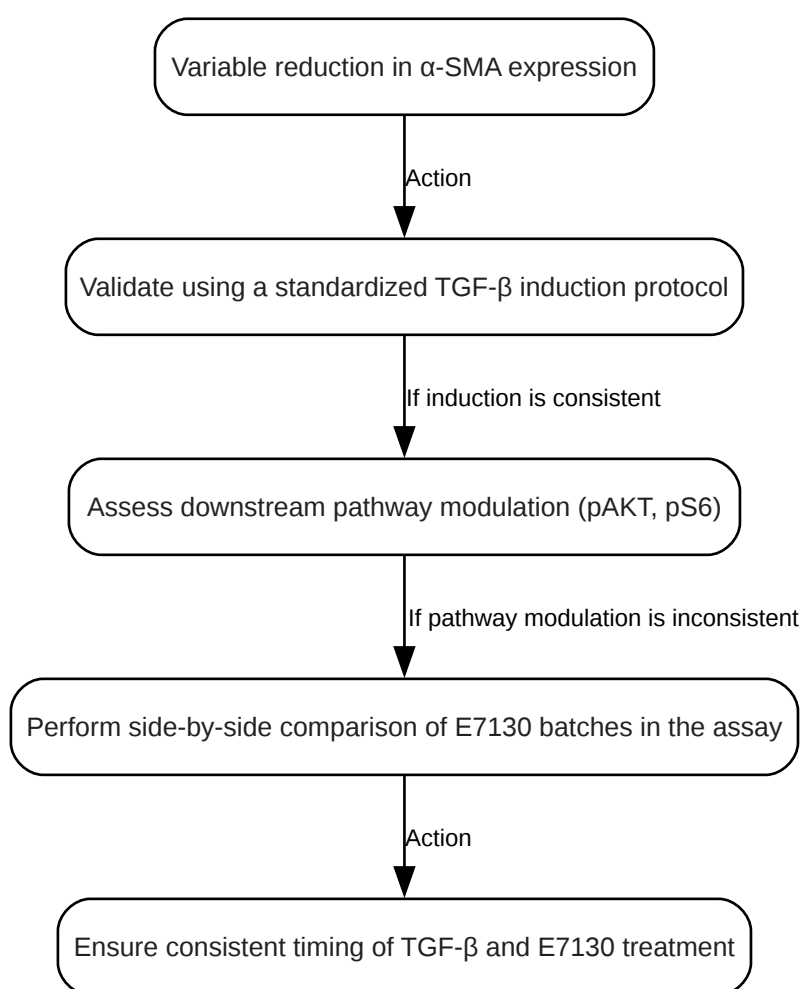 Variable reduction in α-SMA expression
Action
Validate using a standardized TGF-β induction protocol
If induction is consistent
Assess downstream pathway modulation (pAKT, pS6)
If pathway modulation is inconsistent
Perform side-by-side comparison of E7130 batches in the assay
Action
Ensure consistent timing of TGF-β and E7130 treatment